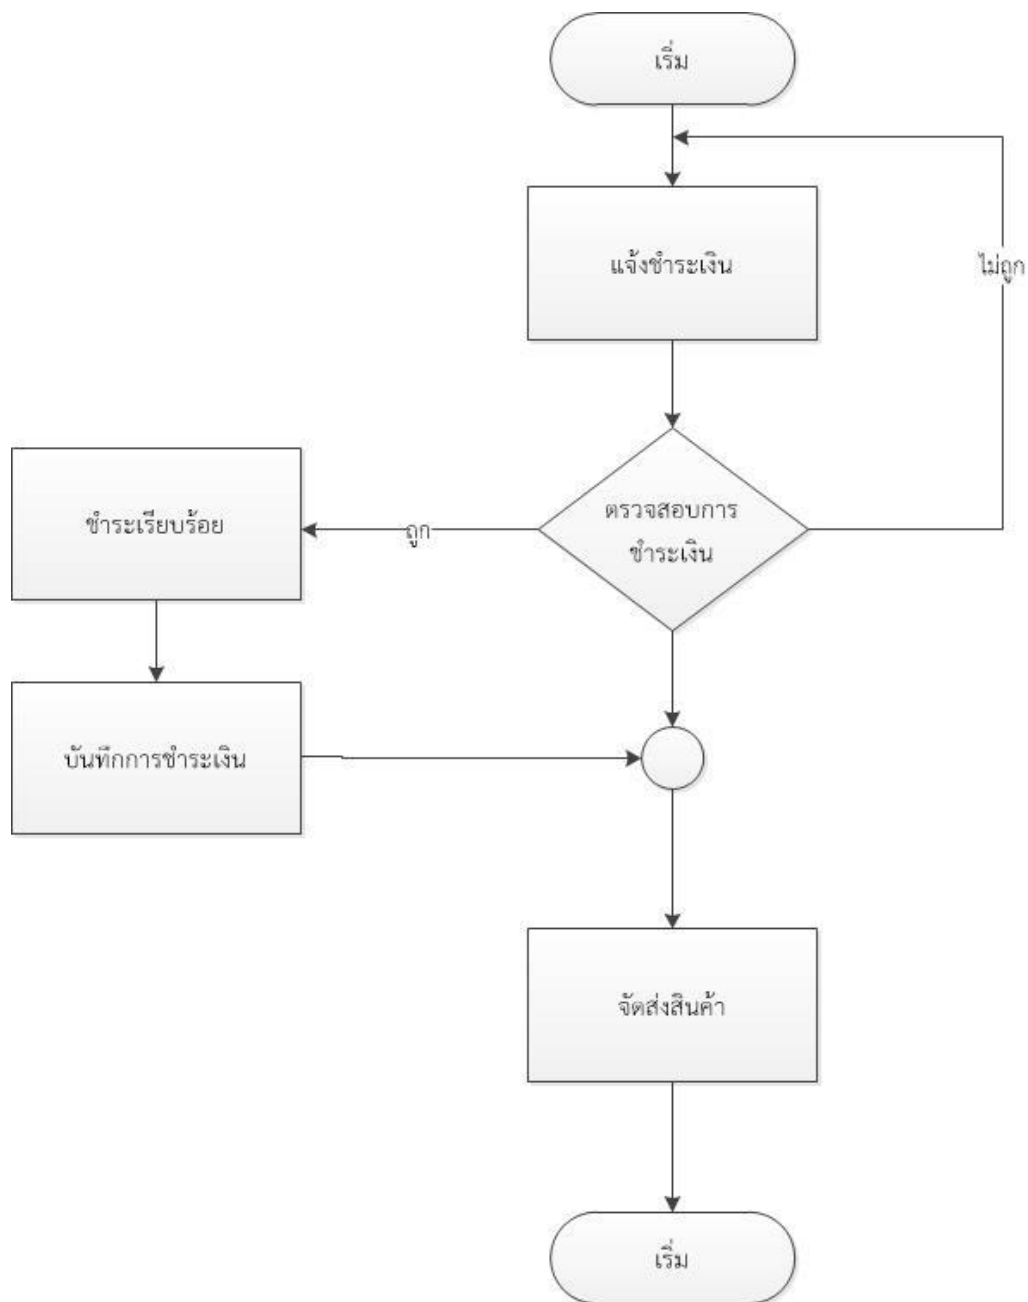 เริ่ม
แจ้งชำระเงิน
ไม่ถูก
ตรวจสอบการ
ชำระเงิน
ถูก
ชำระเรียบร้อย
บันทึกการชำระเงิน
จัดส่งสินค้า
เริ่ม